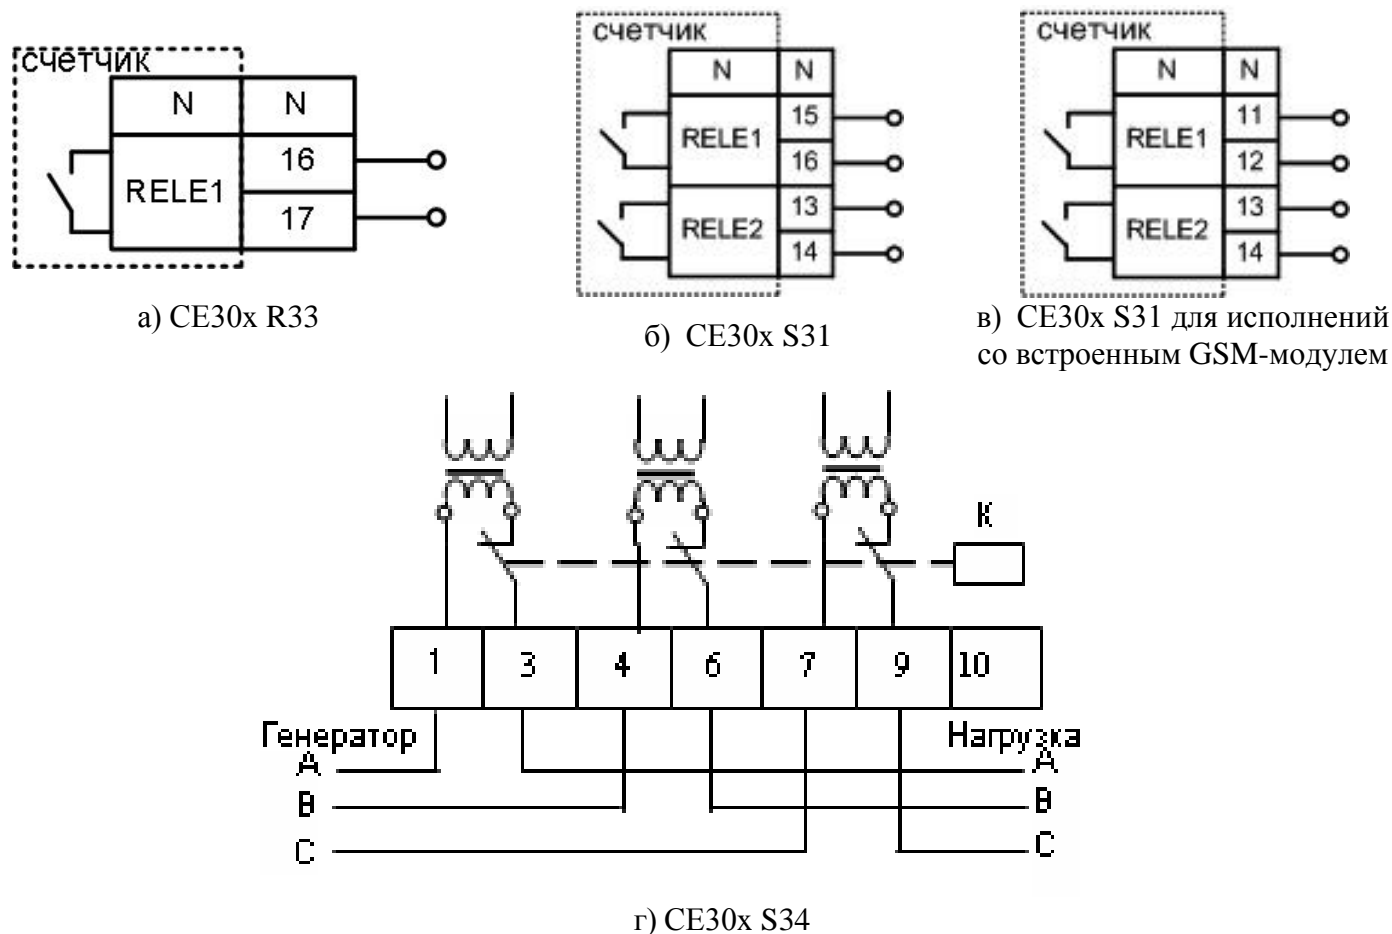 счетчик
N N
RELE1
16
17
а) CE30x R33
счетчик
N N
RELE1
15
16
RELE2
13
14
б) CE30x S31
счетчик
N N
RELE1
11
12
RELE2
13
14
в) CE30x S31 для исполнений
со встроенным GSM-модулем
К
1 3 4 6 7 9 10
Генератор
Нагрузка
А А
В В
С С
г) CE30x S34